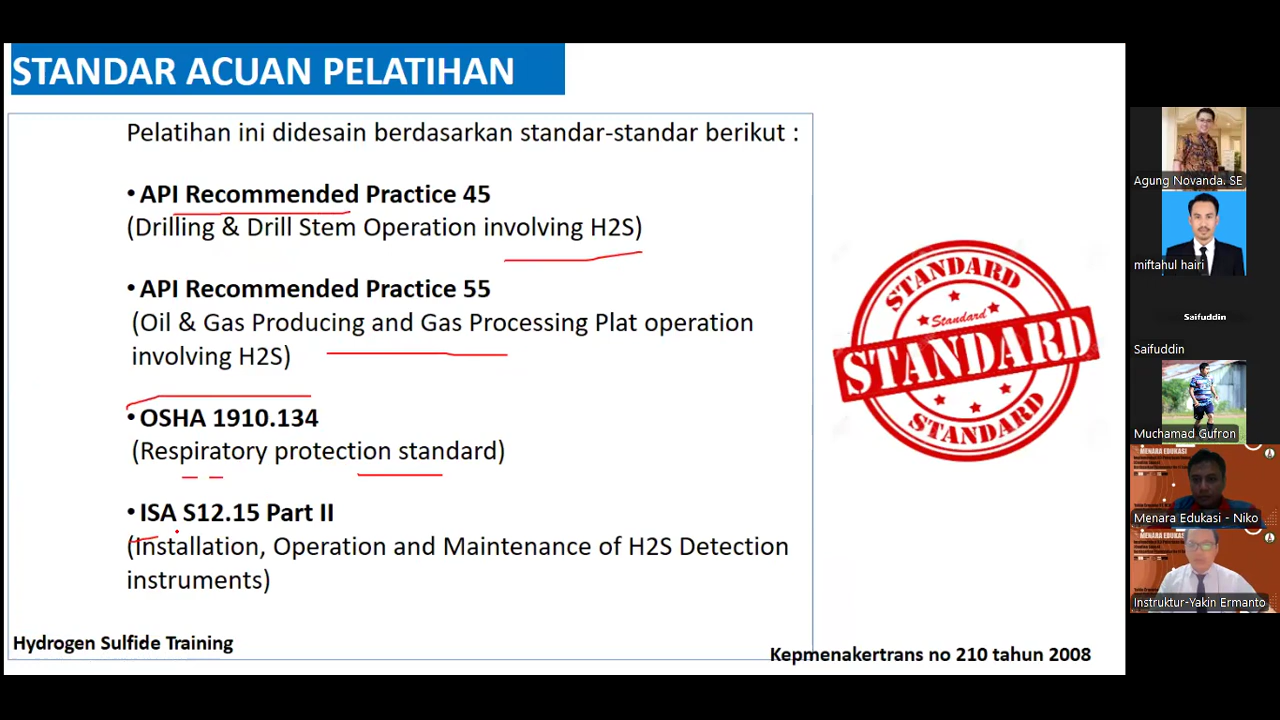 STANDAR ACUAN PELATIHAN
Pelatihan ini didesain berdasarkan standar-standar berikut :
• API Recommended Practice 45
(Drilling & Drill Stem Operation involving H2S)
• API Recommended Practice 55
(Oil & Gas Producing and Gas Processing Plat operation
involving H2S)
• OSHA 1910.134
(Respiratory protection standard)
• ISA S12.15 Part II
(Installation, Operation and Maintenance of H2S Detection
instruments)
Hydrogen Sulfide Training
Kepmenakertrans no 210 tahun 2008
STANDARD
Standard
STANDARD
STANDARD
Agung Novanda. SE
miftahul hairi
Saifuddin
Saifuddin
Muchamad Gufron
MENARA EDUKASI
Menara Edukasi - Niko
MENARA EDUKASI
Instruktur-Yakin Ermanto